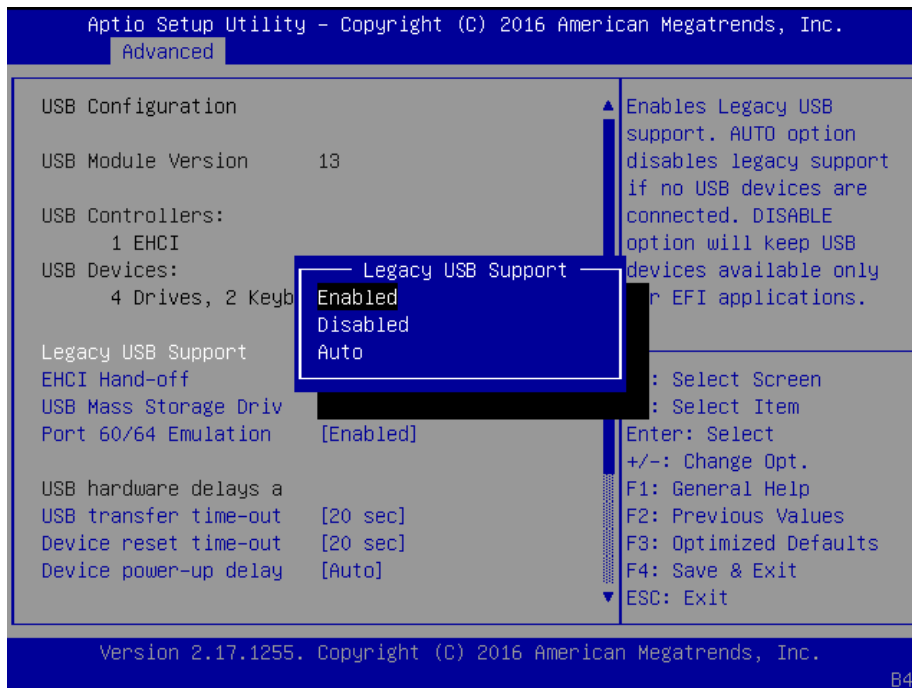 Aptio Setup Utility – Copyright (C) 2016 American Megatrends, Inc.
Advanced
USB Configuration
USB Module Version 13
USB Controllers:
1 EHCI
USB Devices:
4 Drives, 2 Keyb
Legacy USB Support
EHCI Hand-off
USB Mass Storage Driv
Port 60/64 Emulation [Enabled]
USB hardware delays a
USB transfer time-out [20 sec]
Device reset time-out [20 sec]
Device power-up delay [Auto]
Legacy USB Support
Enabled
Disabled
Auto
Enables Legacy USB
support. AUTO option
disables legacy support
if no USB devices are
connected. DISABLE
option will keep USB
devices available only
r EFI applications.
: Select Screen
: Select Item
Enter: Select
+/-: Change Opt.
F1: General Help
F2: Previous Values
F3: Optimized Defaults
F4: Save & Exit
ESC: Exit
Version 2.17.1255. Copyright (C) 2016 American Megatrends, Inc.
B4